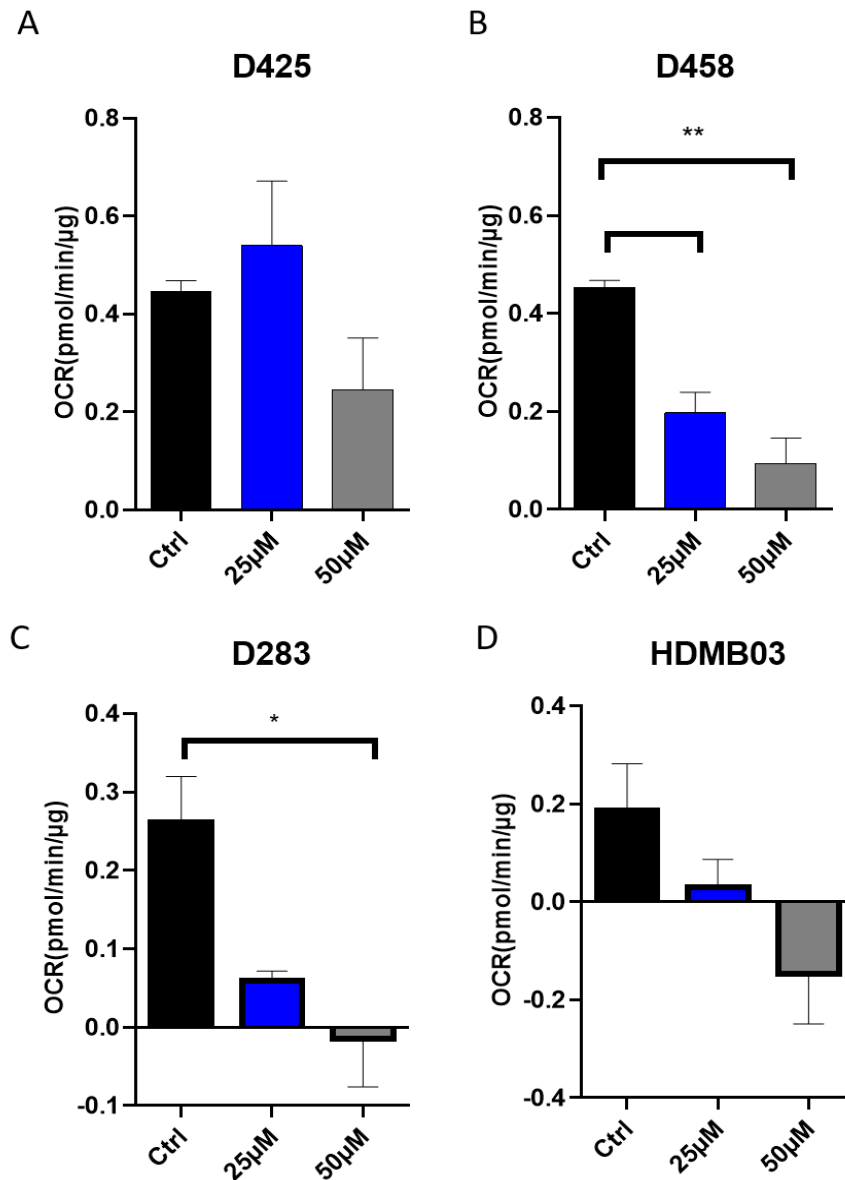 A
D425
OCR(pmol/min/µg)
0.8
0.6
0.4
0.2
0.0
Ctrl
25µM
50µM
B
D458
OCR(pmol/min/µg)
0.8
0.6
0.4
0.2
0.0
**
Ctrl
25µM
50µM
C
D283
OCR(pmol/min/µg)
0.4
0.3
0.2
0.1
0.0
-0.1
*
Ctrl
25µM
50µM
D
HDMB03
OCR(pmol/min/µg)
0.4
0.2
0.0
-0.2
-0.4
Ctrl
25µM
50µM